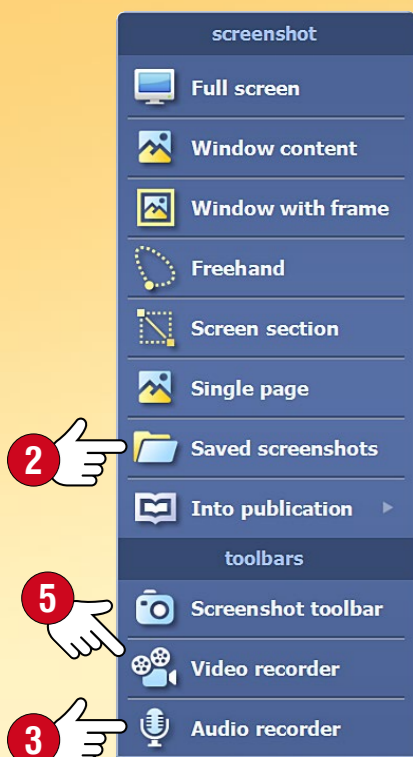 screenshot
Full screen
Window content
Window with frame
Freehand
Screen section
Single page
2
Saved screenshots
Into publication
toolbars
5
Screenshot toolbar
Video recorder
3
Audio recorder